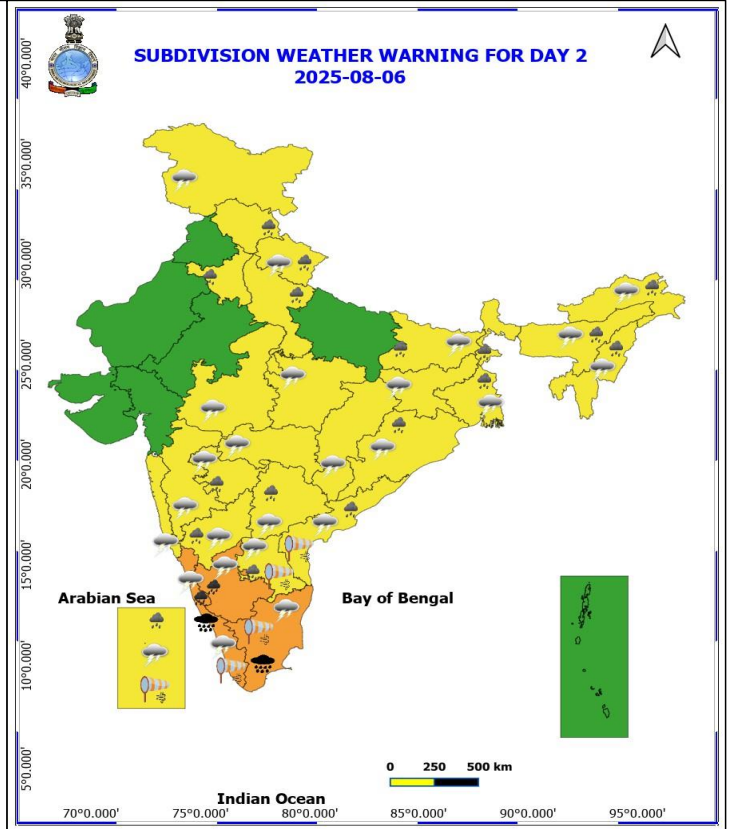 SUBDIVISION WEATHER WARNING FOR DAY 2
2025-08-06
40°0.000'
35°0.000'
30°0.000'
25°0.000'
20°0.000'
15°0.000'
10°0.000'
5°0.000'
Arabian Sea
Bay of Bengal
0 250 500 km
Indian Ocean
70°0.000' 75°0.000' 80°0.000' 85°0.000' 90°0.000' 95°0.000'